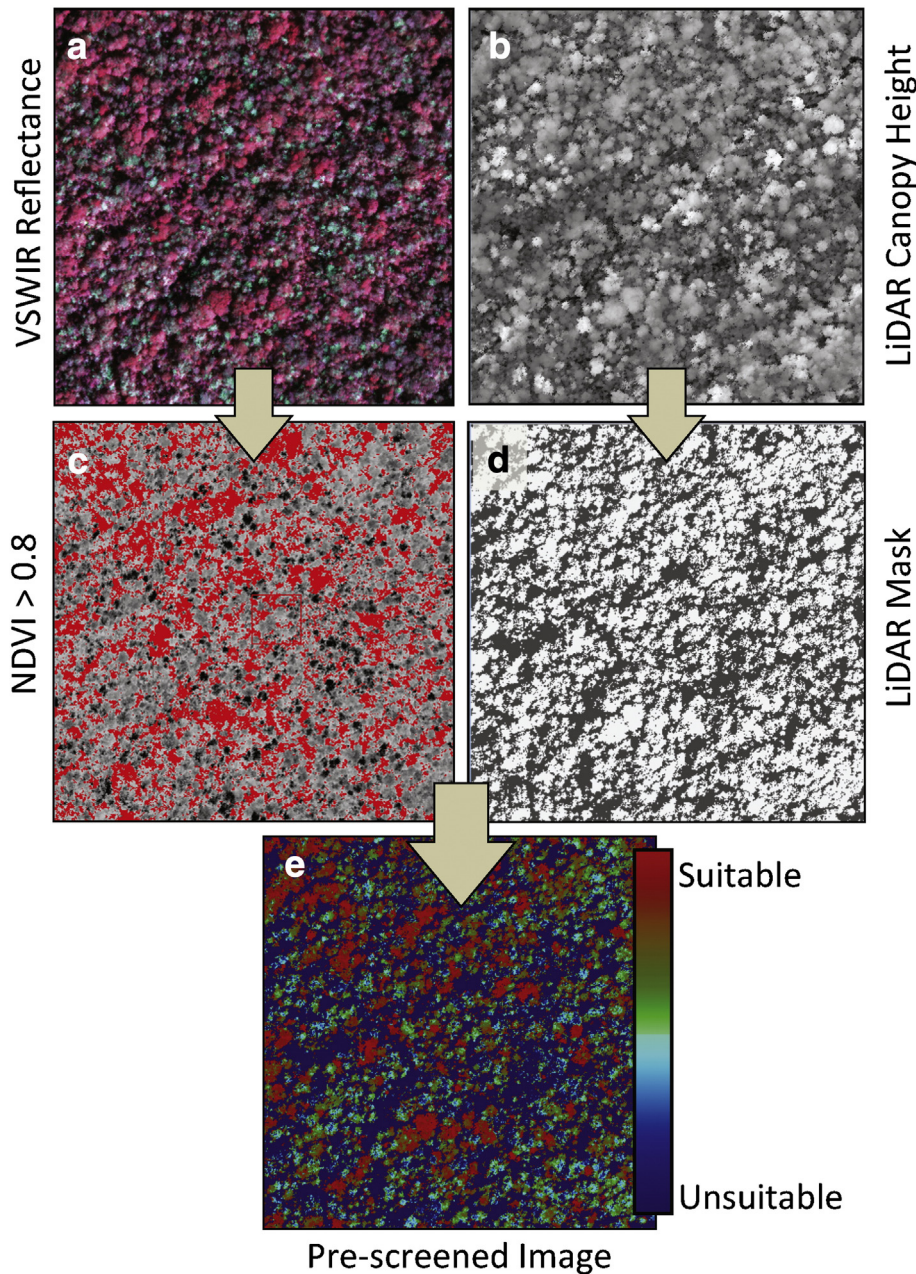 a
b
VSWIR Reflectance
LiDAR Canopy Height
c
d
NDVI > 0.8
LiDAR Mask
e
Suitable
Unsuitable
Pre-screened Image